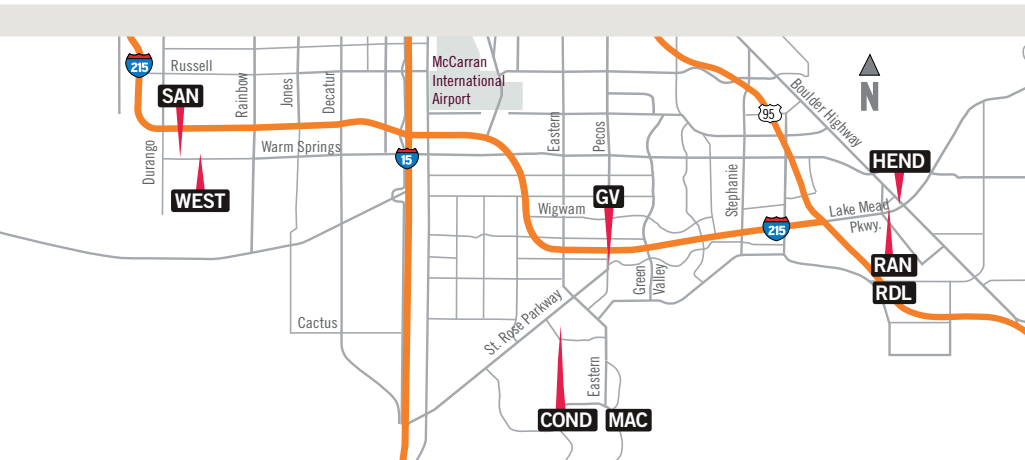 215
Russell
SAN
Rainbow
Jones
Decatur
McCarran
International
Airport
N
Boulder Highway
95
Durango
Warm Springs
15
Eastern
Pecos
WEST
Wigwam
GV
Stephanie
HEND
Lake Mead
Pkwy.
215
RAN
RDL
Green
Valley
Cactus
St. Rose Parkway
Eastern
COND
MAC